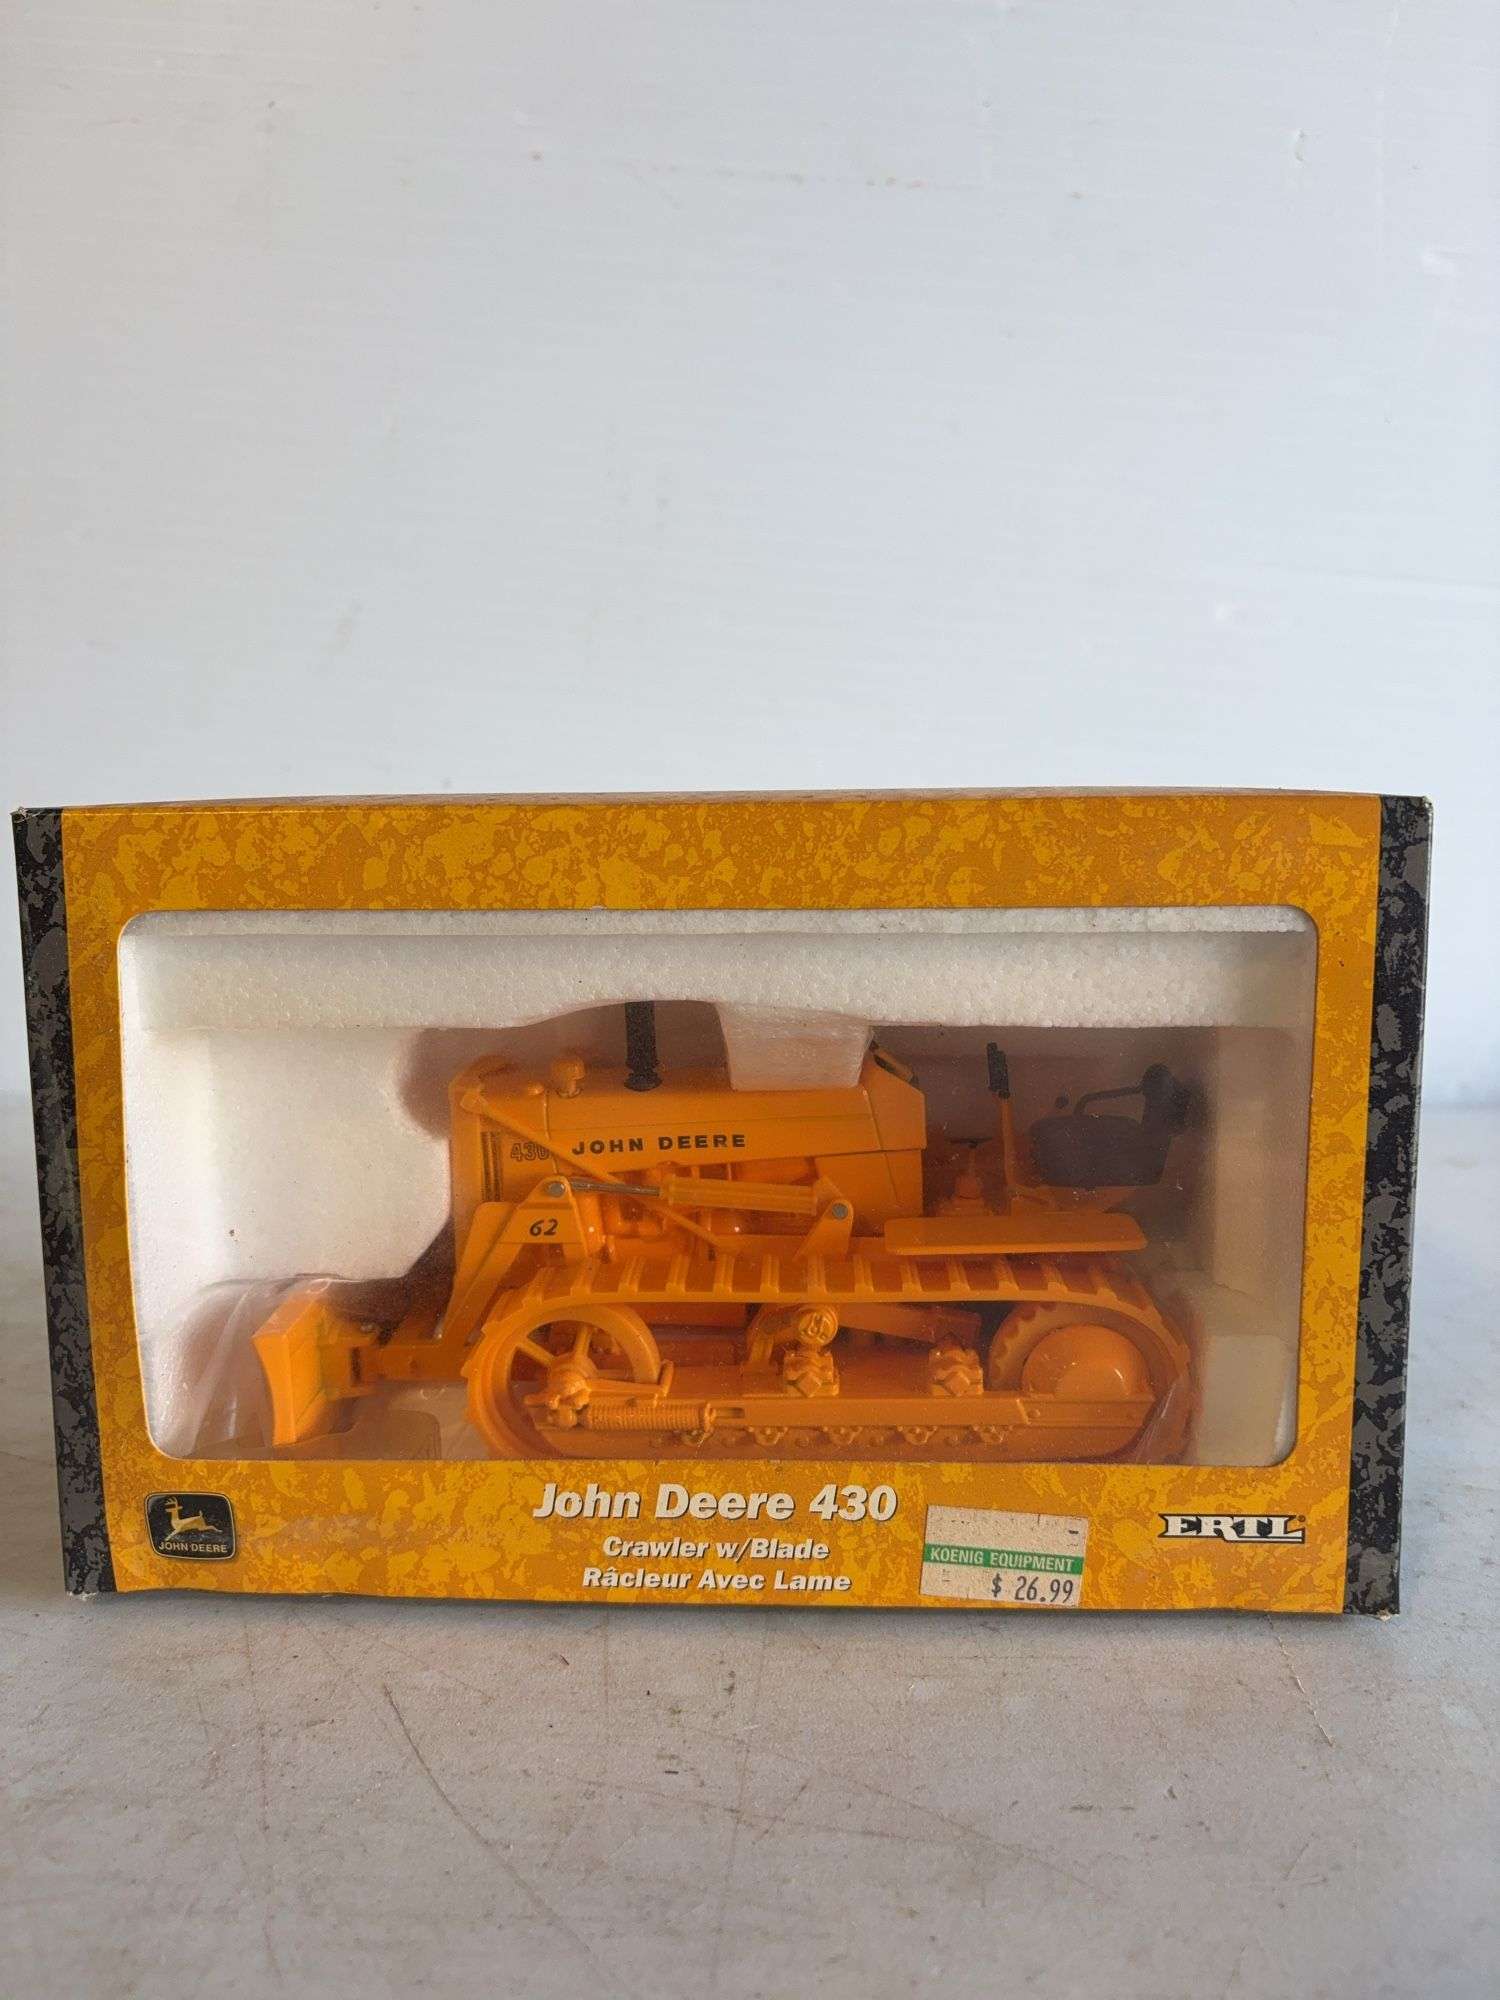 430 JOHN DEERE
62
John Deere 430
Crawler w/Blade
Râcleur Avec Lame
JOHN DEERE
KOENIG EQUIPMENT
$ 26.99
ERTL®